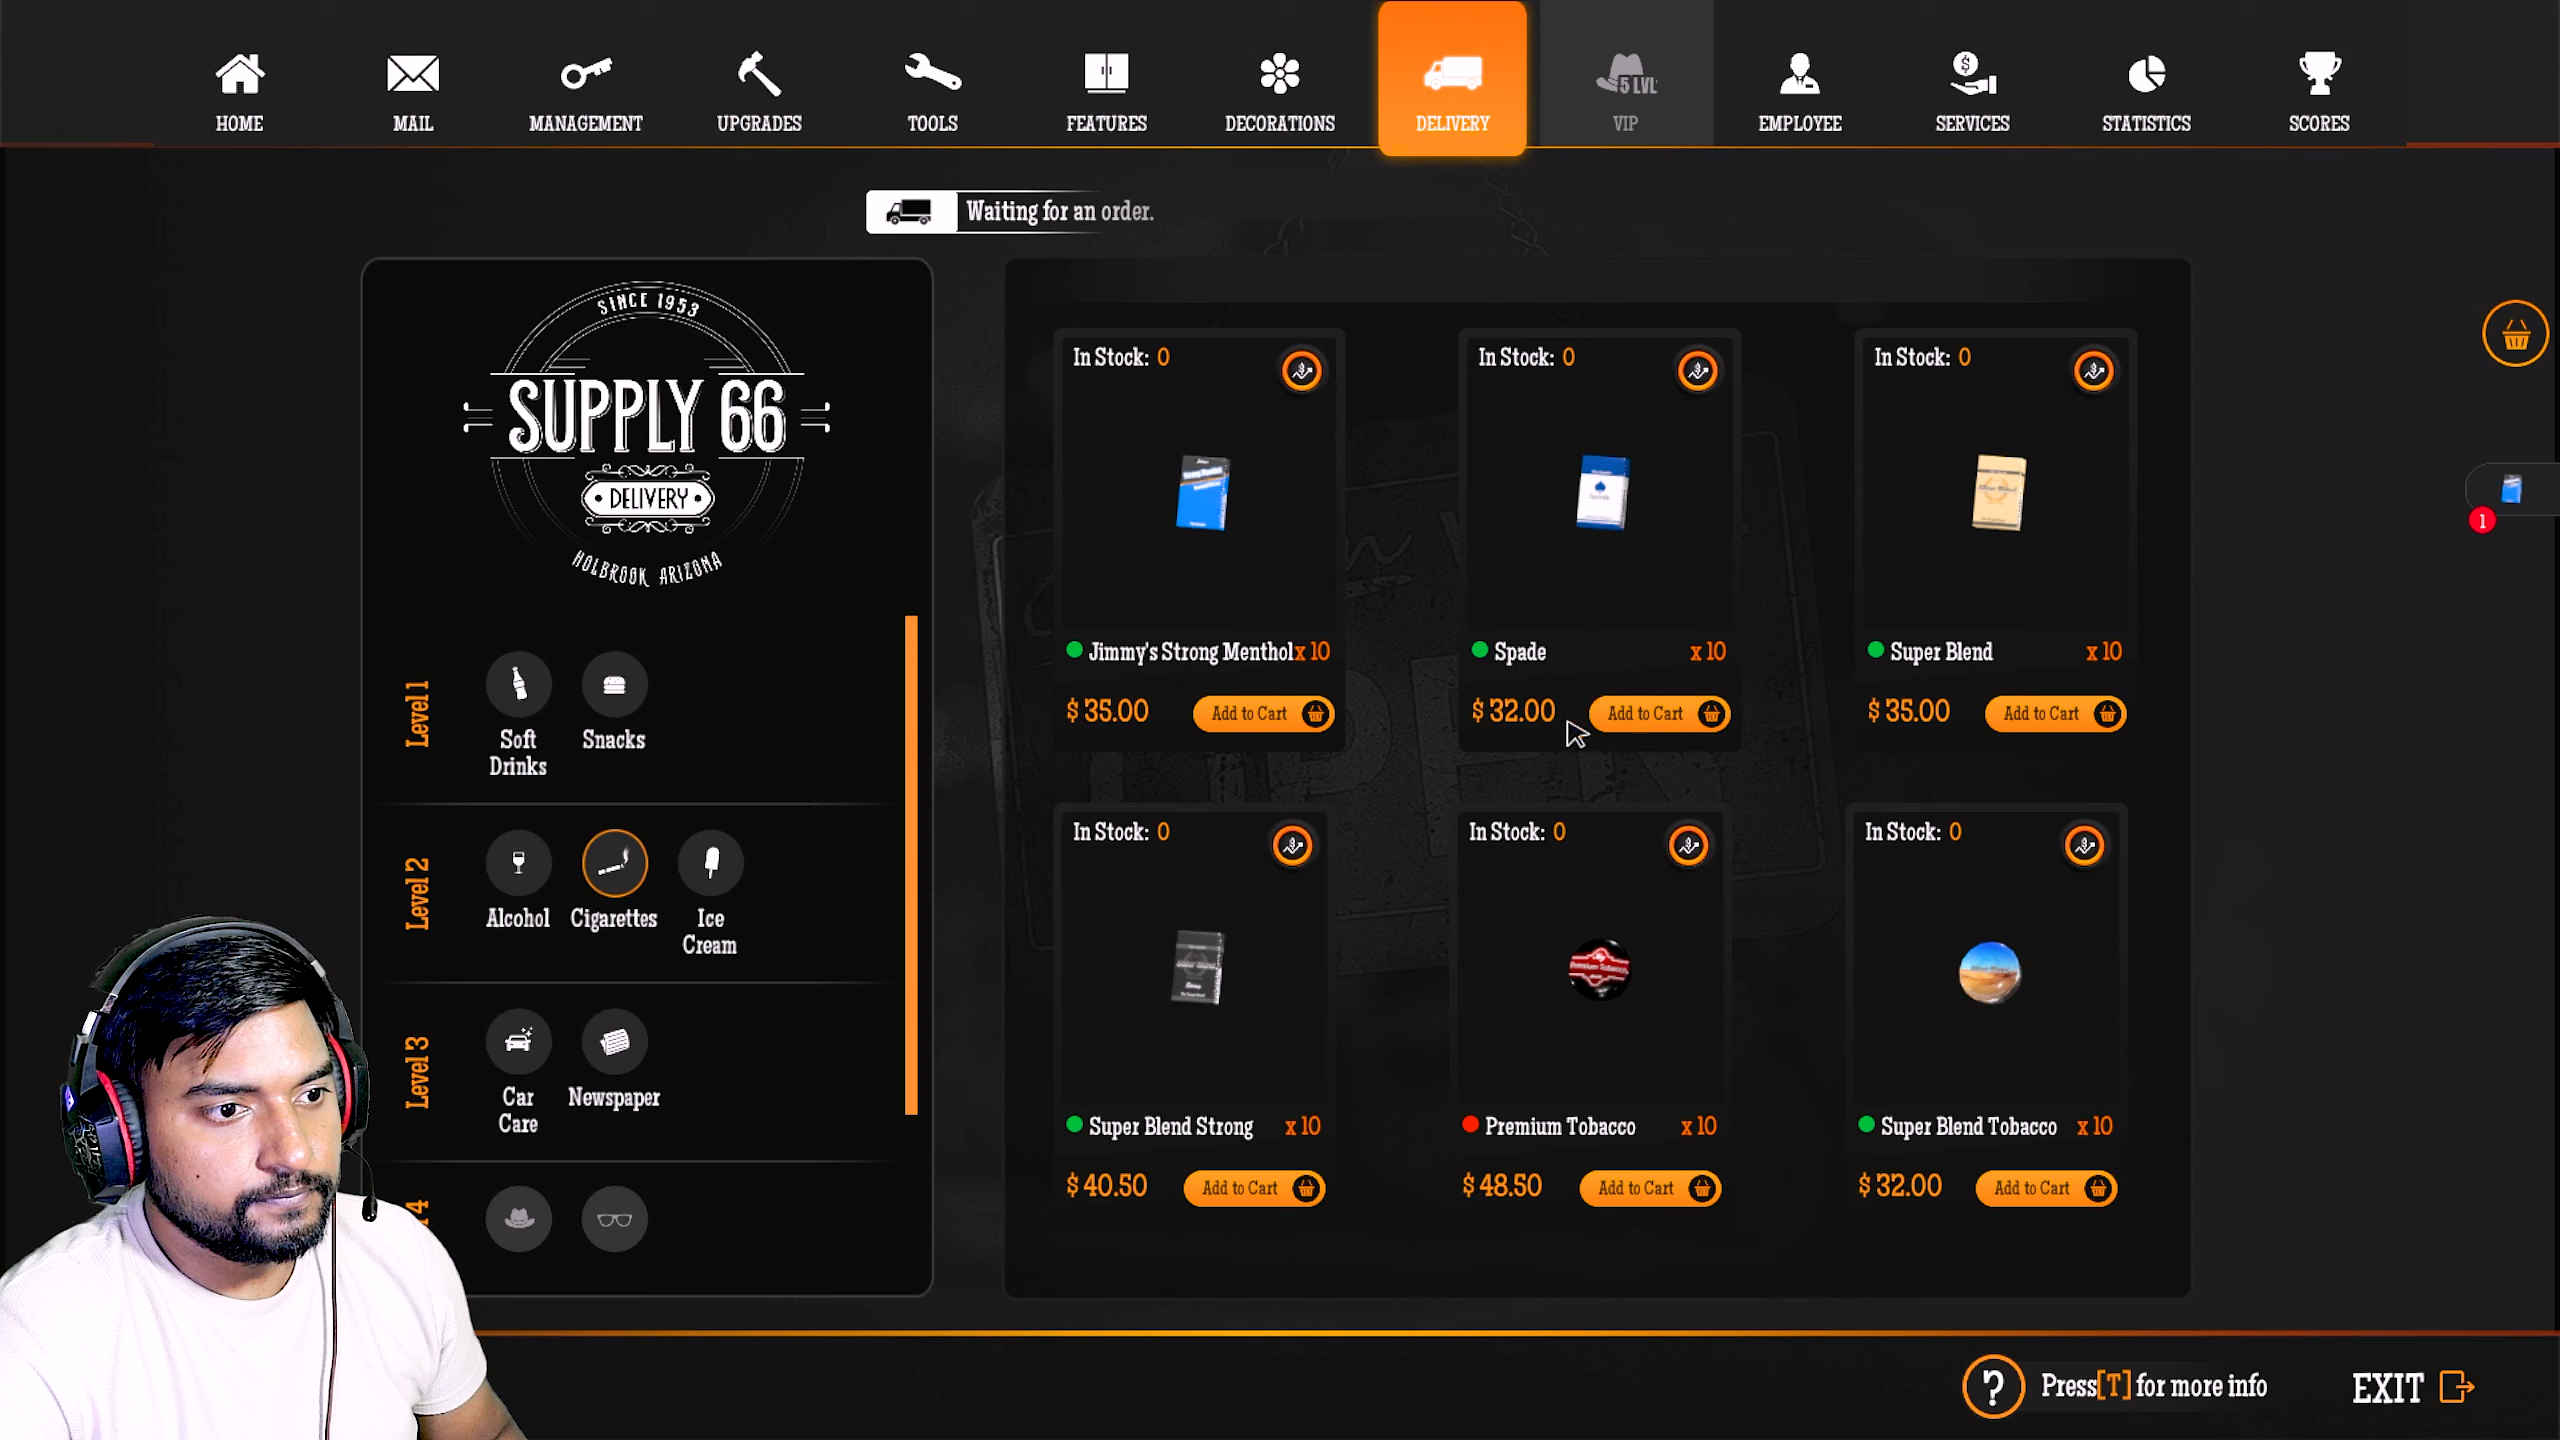 HOME
MAIL
MANAGEMENT
UPGRADES
TOOLS
FEATURES
DECORATIONS
DELIVERY
5 LVL
VIP
EMPLOYEE
SERVICES
STATISTICS
SCORES
Waiting for an order.
SINCE 1953
SUPPLY 66
• DELIVERY •
HOLBROOK ARIZONA
Level 1
Soft
Drinks
Snacks
Level 2
Alcohol
Cigarettes
Ice
Cream
Level 3
Car
Care
Newspaper
4
In Stock: 0
Jimmy's Strong Menthol x 10
$ 35.00
Add to Cart
In Stock: 0
Spade x 10
$ 32.00
Add to Cart
In Stock: 0
Super Blend x 10
$ 35.00
Add to Cart
In Stock: 0
Super Blend Strong x 10
$ 40.50
Add to Cart
In Stock: 0
Premium Tobacco
Premium Tobacco x 10
$ 48.50
Add to Cart
In Stock: 0
Super Blend Tobacco x 10
$ 32.00
Add to Cart
1
? Press [T] for more info
EXIT